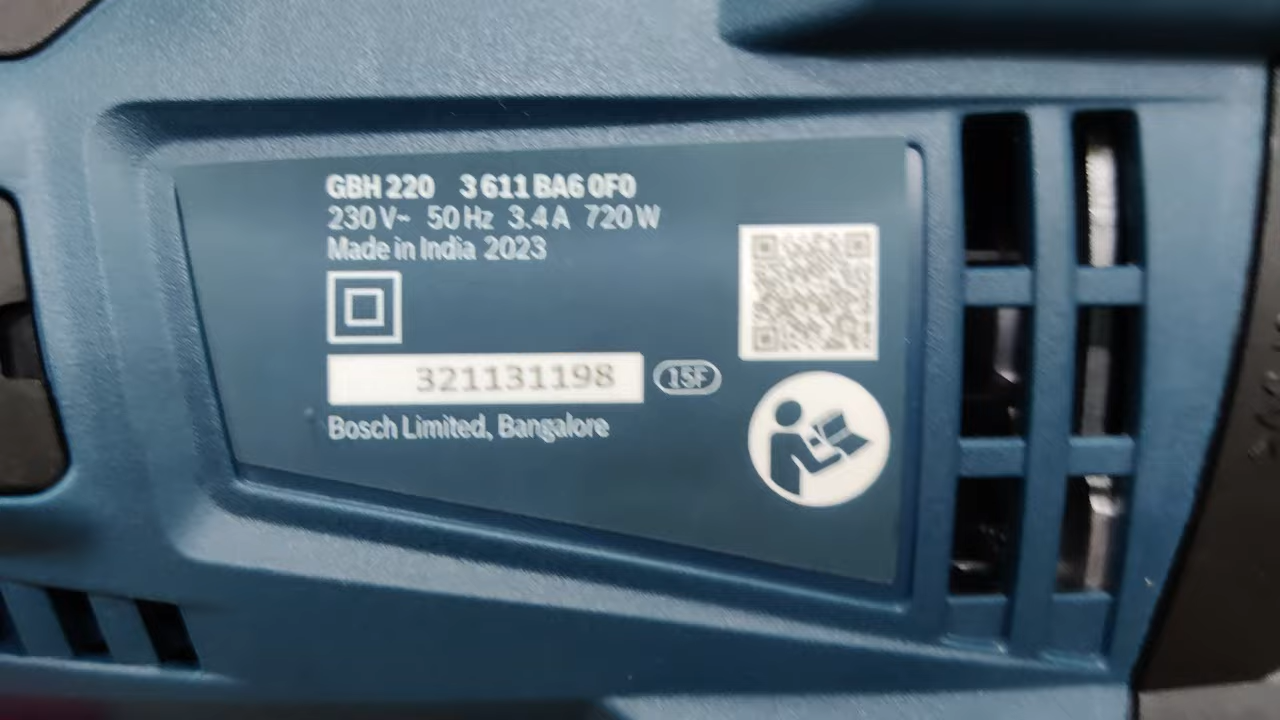 GBH 220 3 611 BA6 0F0
230 V~ 50 Hz 3.4 A 720 W
Made in India 2023
321131198 15F
Bosch Limited, Bangalore